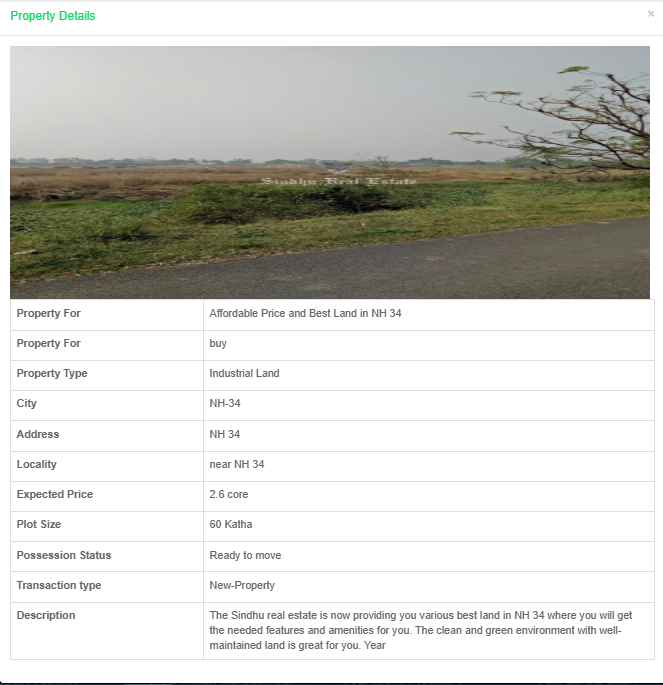 Property Details
×
Sindhu Real Estate
Property For Affordable Price and Best Land in NH 34
Property For buy
Property Type Industrial Land
City NH-34
Address NH 34
Locality near NH 34
Expected Price 2.6 core
Plot Size 60 Katha
Possession Status Ready to move
Transaction type New-Property
Description The Sindhu real estate is now providing you various best land in NH 34 where you will get
the needed features and amenities for you. The clean and green environment with well-
maintained land is great for you. Year